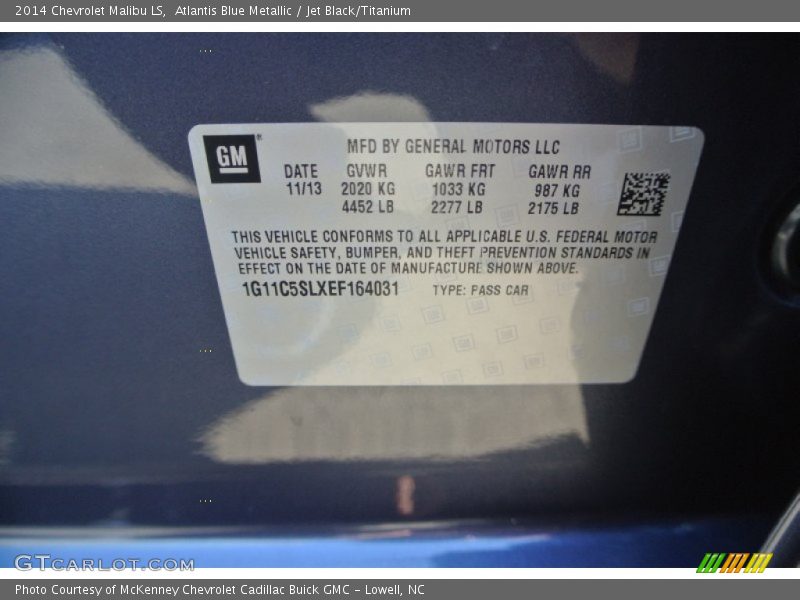 2014 Chevrolet Malibu LS,  Atlantis Blue Metallic / Jet Black/Titanium
GM®
MFD BY GENERAL MOTORS LLC
DATE GVWR GAWR FRT GAWR RR
11/13 2020 KG 1033 KG 987 KG
4452 LB 2277 LB 2175 LB
THIS VEHICLE CONFORMS TO ALL APPLICABLE U.S. FEDERAL MOTOR
VEHICLE SAFETY, BUMPER, AND THEFT PREVENTION STANDARDS IN
EFFECT ON THE DATE OF MANUFACTURE SHOWN ABOVE.
1G11C5SLXEF164031 TYPE: PASS CAR
GTCARLOT.COM
Photo Courtesy of McKenney Chevrolet Cadillac Buick GMC - Lowell, NC